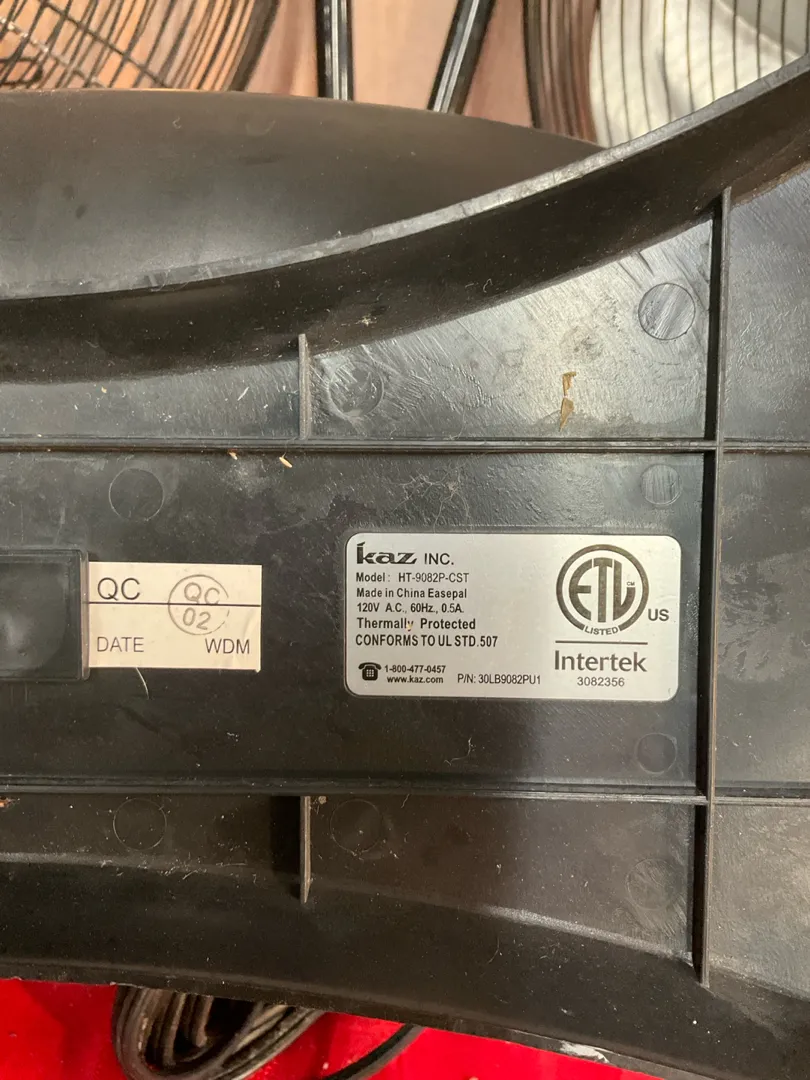 QC
QC
02
DATE WDM
kaz INC.
Model: HT-9082P-CST
Made in China Easepal
120V A.C., 60Hz., 0.5A.
Thermally Protected
CONFORMS TO UL STD.507
1-800-477-0457
www.kaz.com P/N: 30LB9082PU1
ETL CM
LISTED
US
Intertek
3082356